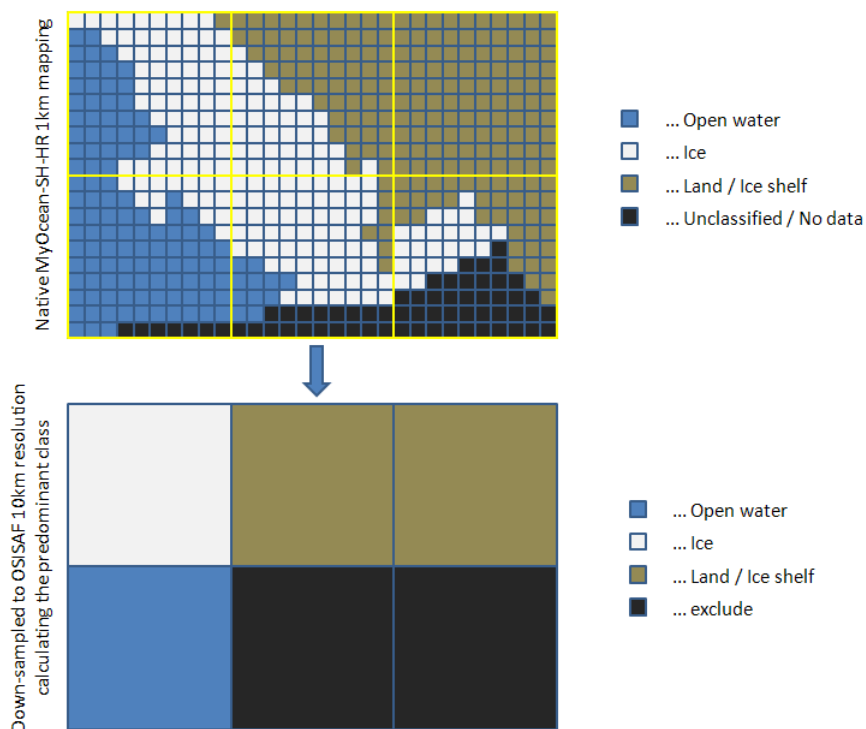 Native MyOcean-SH-HR 1km mapping
... Open water
... Ice
... Land / Ice shelf
... Unclassified / No data
Down-sampled to OSISAF 10km resolution
calculating the predominant class
... Open water
... Ice
... Land / Ice shelf
... exclude